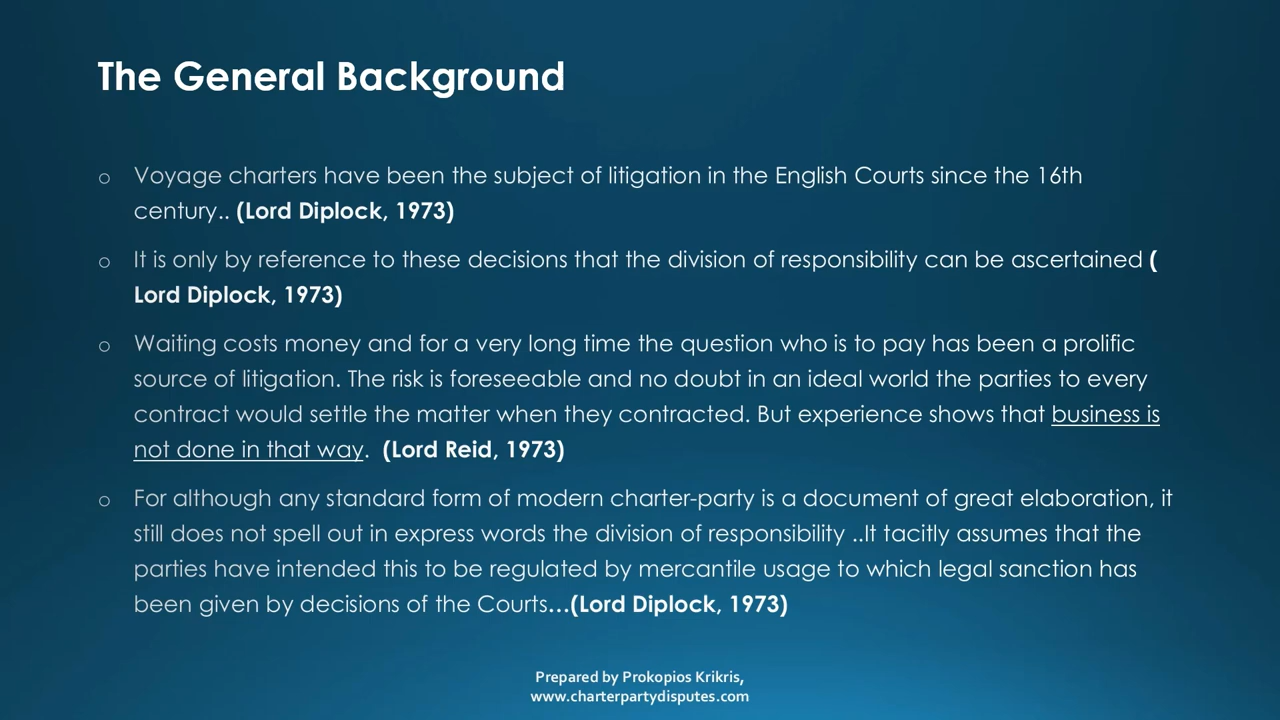 The General Background
o Voyage charters have been the subject of litigation in the English Courts since the 16th
century.. (Lord Diplock, 1973)
o It is only by reference to these decisions that the division of responsibility can be ascertained (
Lord Diplock, 1973)
o Waiting costs money and for a very long time the question who is to pay has been a prolific
source of litigation. The risk is foreseeable and no doubt in an ideal world the parties to every
contract would settle the matter when they contracted. But experience shows that business is
not done in that way. (Lord Reid, 1973)
o For although any standard form of modern charter-party is a document of great elaboration, it
still does not spell out in express words the division of responsibility ..It tacitly assumes that the
parties have intended this to be regulated by mercantile usage to which legal sanction has
been given by decisions of the Courts…(Lord Diplock, 1973)
Prepared by Prokopios Krikris,
www.charterpartydisputes.com